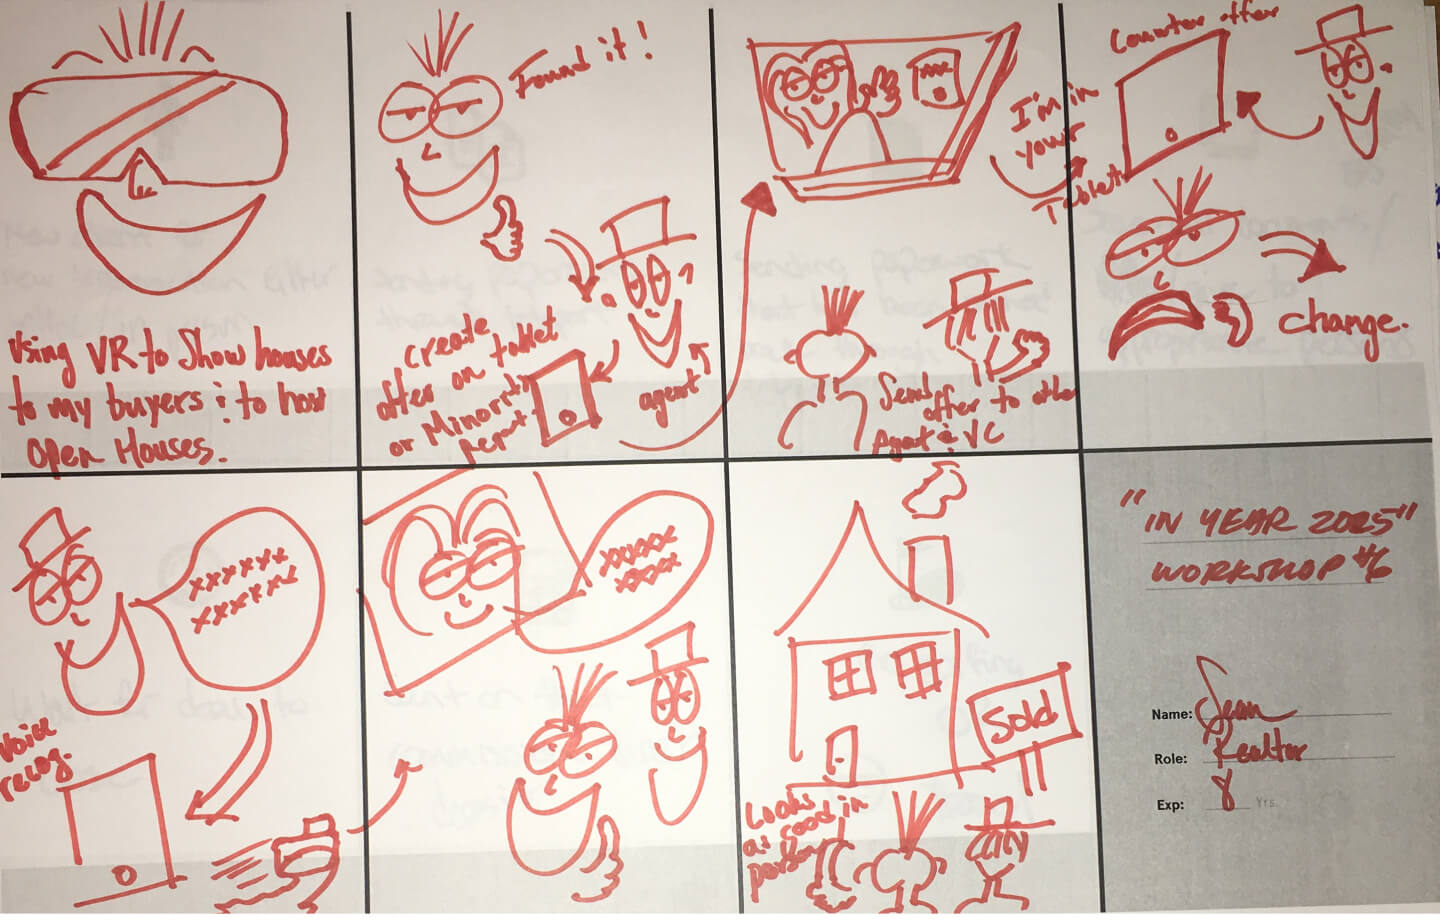 Using VR to Show houses
to my buyers & to host
Open Houses.
Found it!
create
offer on tablet
or Minority
report
agent
I'm in
your
Tablet
Send
offer to other
Agent & VC
Counter offer
change.
Voice
recog.
xxxxxx
xxxxxx
xxxxx
xxxx
Sold
Looks
as good in
person
"IN YEAR 2025"
WORKSHOP #6
Name: Sean
Role: Realtor
Exp: 8 Yrs.